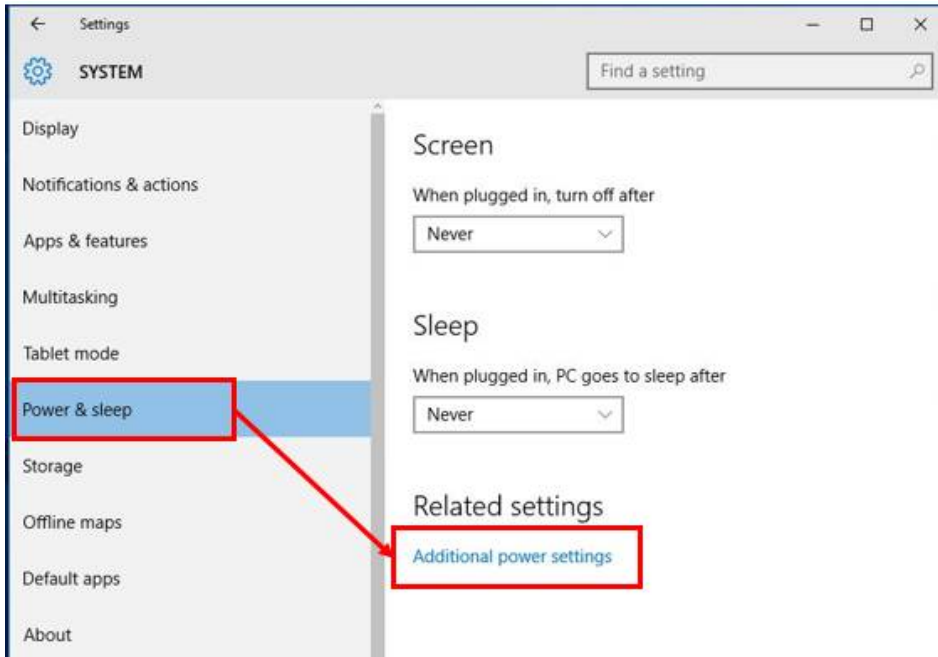 Settings
SYSTEM
Find a setting
Display
Notifications & actions
Apps & features
Multitasking
Tablet mode
Power & sleep
Storage
Offline maps
Default apps
About
Screen
When plugged in, turn off after
Never
Sleep
When plugged in, PC goes to sleep after
Never
Related settings
Additional power settings